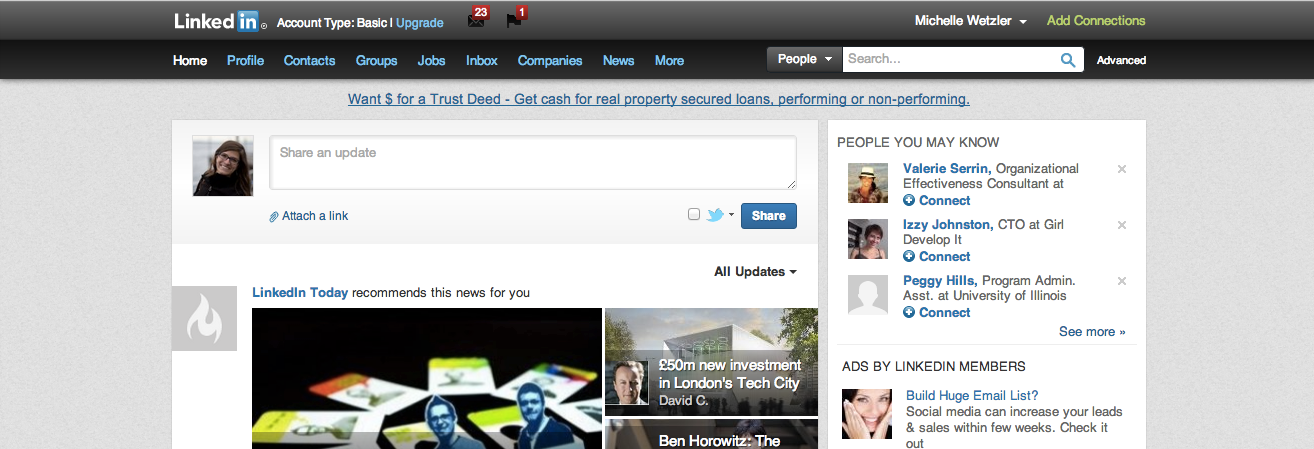 Linked in®
Account Type: Basic | Upgrade
23
1
Michelle Wetzler
Add Connections
Home Profile Contacts Groups Jobs Inbox Companies News More
People
Search...
Advanced
Want $ for a Trust Deed - Get cash for real property secured loans, performing or non-performing.
Share an update
Attach a link
Share
All Updates
LinkedIn Today recommends this news for you
£50m new investment
in London's Tech City
David C.
Ben Horowitz: The
PEOPLE YOU MAY KNOW
Valerie Serrin, Organizational
Effectiveness Consultant at
Connect
Izzy Johnston, CTO at Girl
Develop It
Connect
Peggy Hills, Program Admin.
Asst. at University of Illinois
Connect
See more »
ADS BY LINKEDIN MEMBERS
Build Huge Email List?
Social media can increase your leads
& sales within few weeks. Check it
out